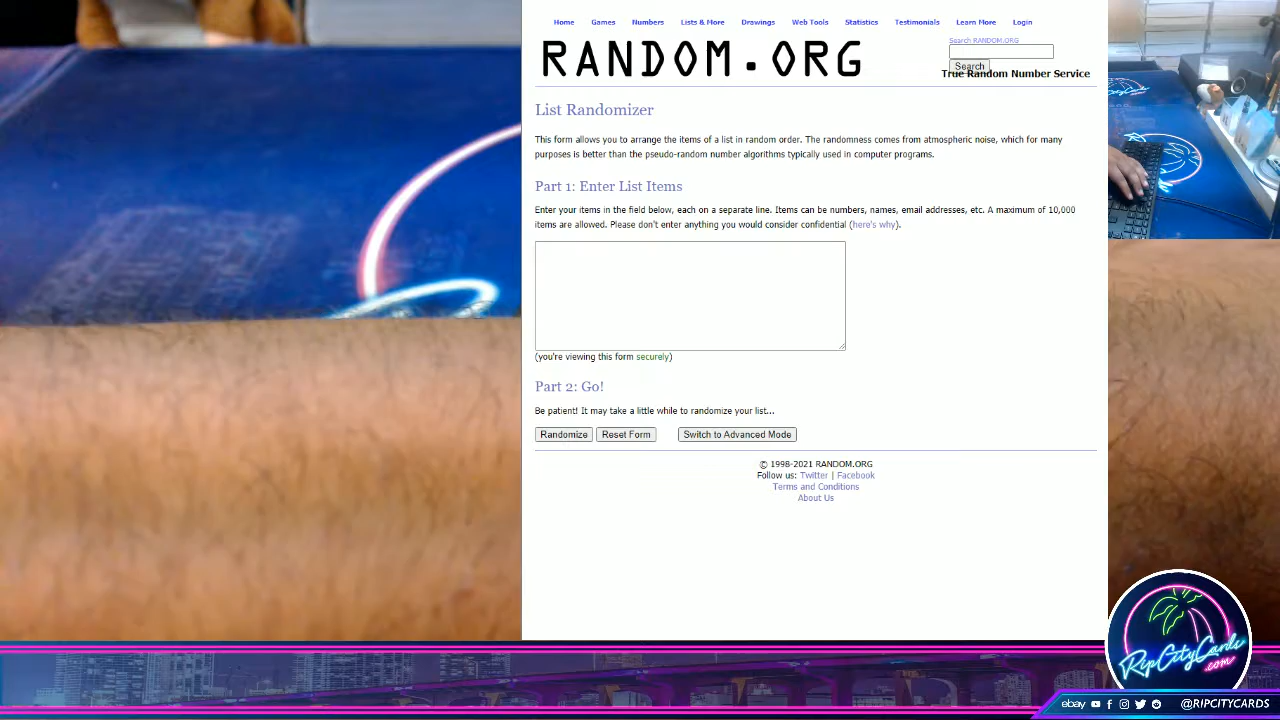 Home Games Numbers Lists & More Drawings Web Tools Statistics Testimonials Learn More Login
RANDOM.ORG
Search RANDOM.ORG
Search
True Random Number Service
List Randomizer
This form allows you to arrange the items of a list in random order. The randomness comes from atmospheric noise, which for many
purposes is better than the pseudo-random number algorithms typically used in computer programs.
Part 1: Enter List Items
Enter your items in the field below, each on a separate line. Items can be numbers, names, email addresses, etc. A maximum of 10,000
items are allowed. Please don't enter anything you would consider confidential (here's why).
(you're viewing this form securely)
Part 2: Go!
Be patient! It may take a little while to randomize your list...
Randomize Reset Form Switch to Advanced Mode
© 1998-2021 RANDOM.ORG
Follow us: Twitter | Facebook
Terms and Conditions
About Us
RipCityCards
.com
ebay @RIPCITYCARDS